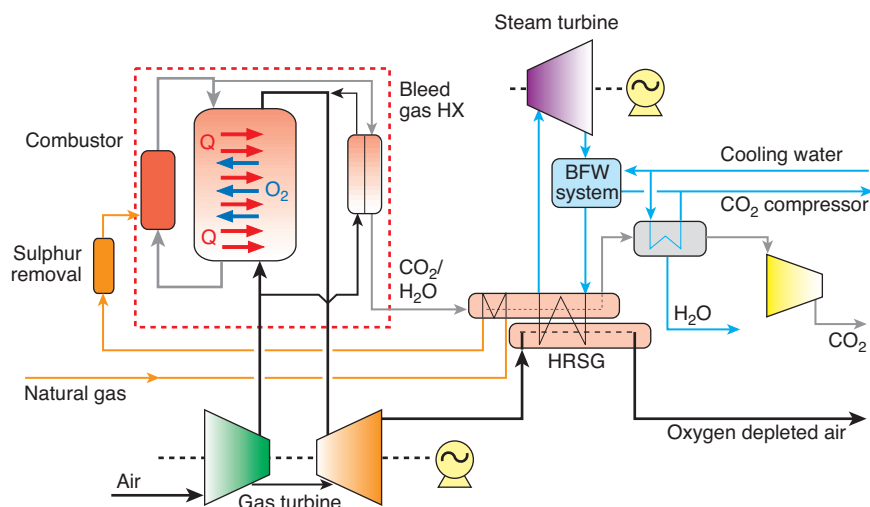 Steam turbine
Bleed
gas HX
Combustor
Q
O2
Q
BFW
system
Cooling water
CO2 compressor
Sulphur
removal
CO2/
H2O
H2O
CO2
HRSG
Natural gas
Oxygen depleted air
Air
Gas turbine